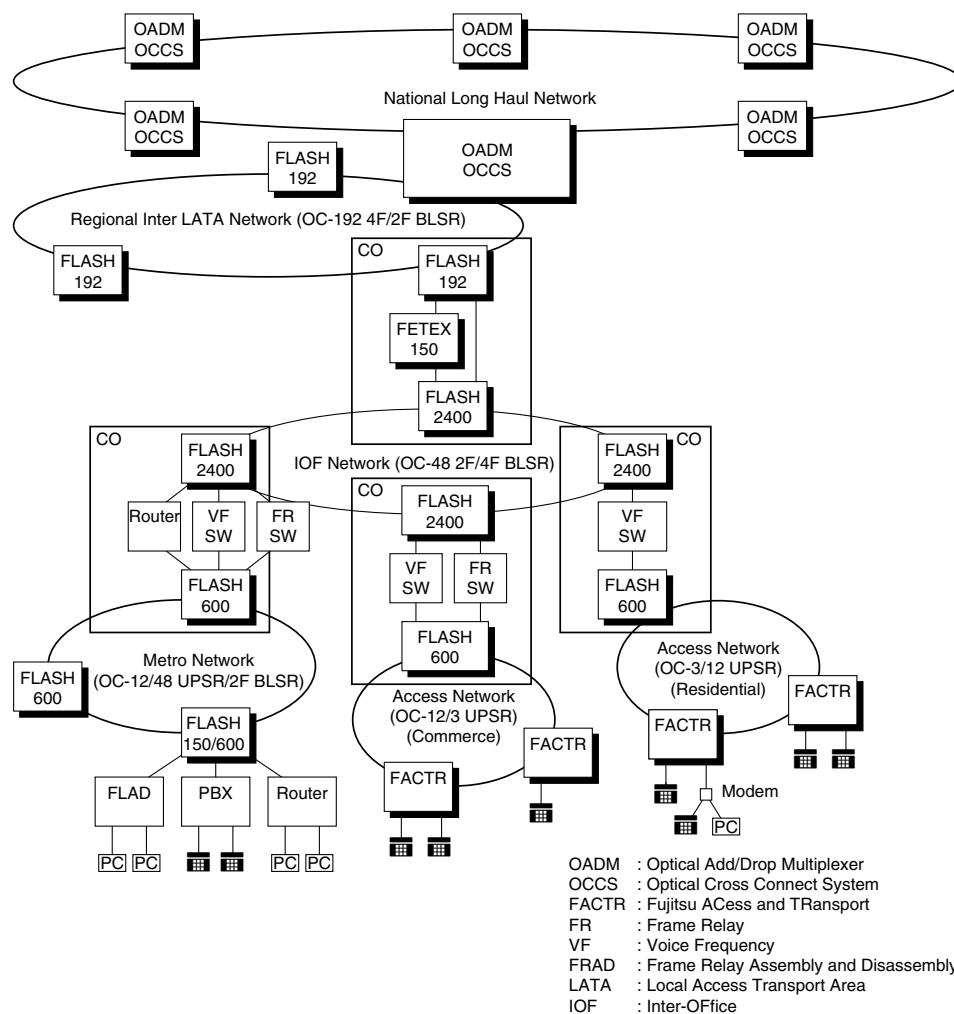 OADM
OCCS
OADM
OCCS
OADM
OCCS
National Long Haul Network
OADM
OCCS
OADM
OCCS
OADM
OCCS
FLASH
192
Regional Inter LATA Network (OC-192 4F/2F BLSR)
FLASH
192
CO
FLASH
192
FETEX
150
FLASH
2400
CO
FLASH
2400
IOF Network (OC-48 2F/4F BLSR)
CO
FLASH
2400
Router
VF
SW
FR
SW
FLASH
600
CO
FLASH
2400
VF
SW
FR
SW
FLASH
600
VF
SW
FLASH
600
Metro Network
(OC-12/48 UPSR/2F BLSR)
FLASH
600
FLASH
150/600
Access Network
(OC-12/3 UPSR)
(Commerce)
Access Network
(OC-3/12 UPSR)
(Residential)
FACTR
FACTR
FACTR
FACTR
FLAD
PBX
Router
PC
PC
PC
PC
Modem
PC
OADM : Optical Add/Drop Multiplexer
OCCS : Optical Cross Connect System
FACTR : Fujitsu ACess and TRansport
FR : Frame Relay
VF : Voice Frequency
FRAD : Frame Relay Assembly and Disassembly
LATA : Local Access Transport Area
IOF : Inter-OFfice